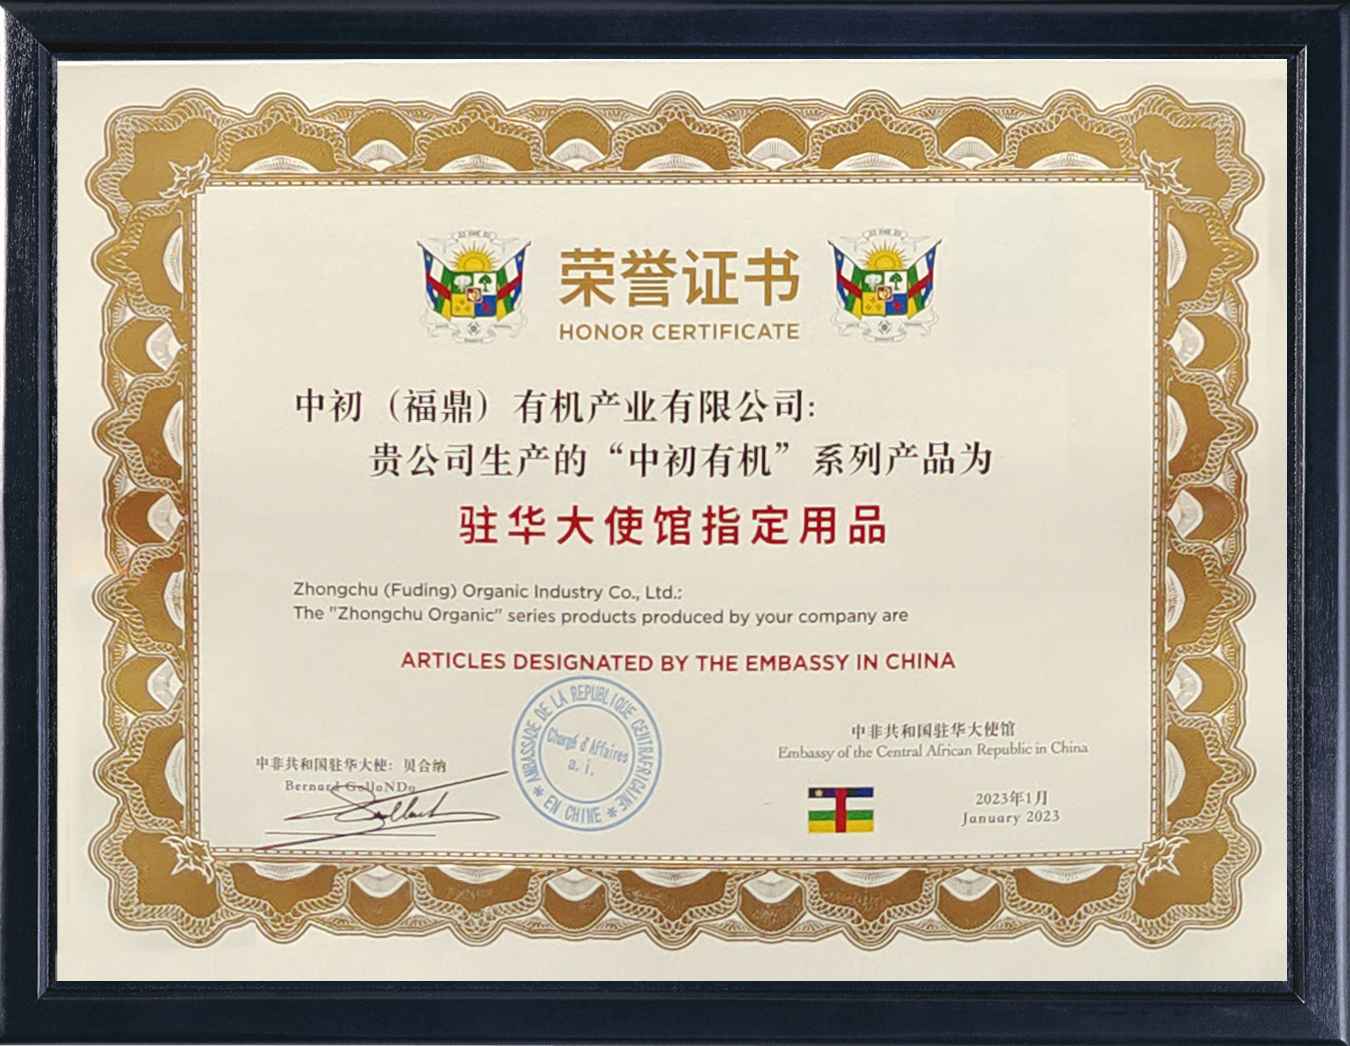 荣誉证书
HONOR CERTIFICATE
中初（福鼎）有机产业有限公司:
贵公司生产的“中初有机”系列产品为
驻华大使馆指定用品
Zhongchu (Fuding) Organic Industry Co., Ltd.:
The "Zhongchu Organic" series products produced by your company are
ARTICLES DESIGNATED BY THE EMBASSY IN CHINA
中非共和国驻华大使: 贝合纳
Bernard GolloNDo
AMBASSADE DE LA REPUBLIQUE CENTRAFRICAINE
Chargé d'Affaires
a. i.
* EN CHINE *
中非共和国驻华大使馆
Embassy of the Central African Republic in China
2023年1月
January 2023